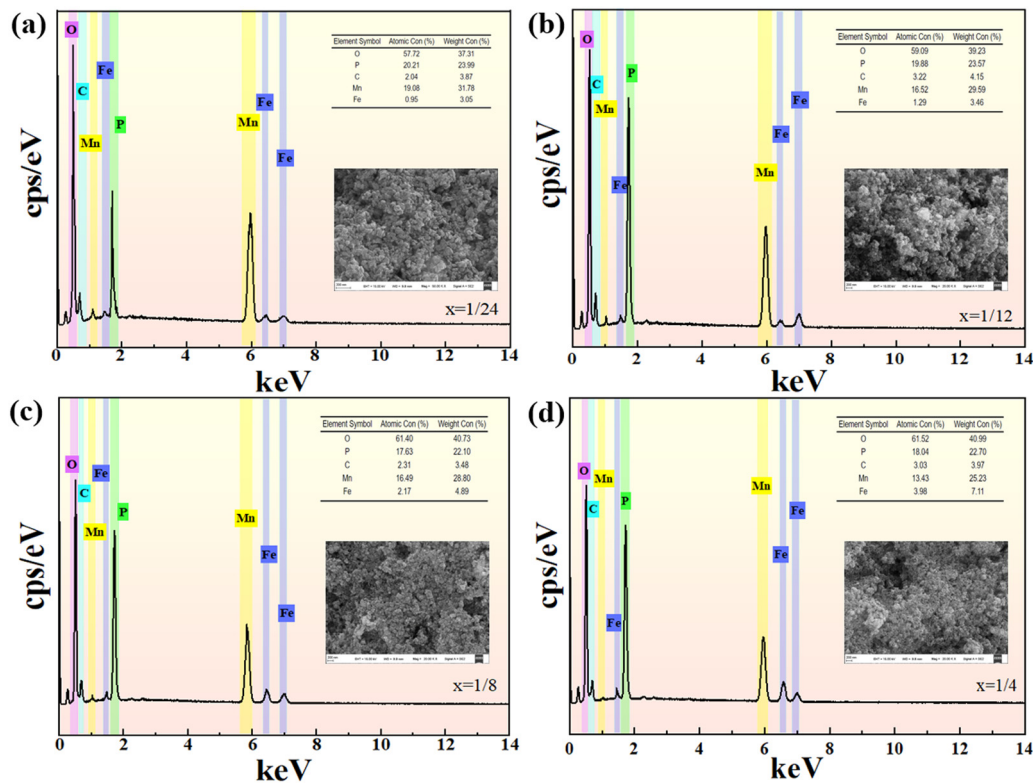 (a)
O
C
Mn
Fe
P
Mn
Fe
Fe
Element Symbol Atomic Con (%) Weight Con (%)
O 57.72 37.31
P 20.21 23.99
C 2.04 3.87
Mn 19.08 31.78
Fe 0.95 3.05
x=1/24
cps/eV
0 2 4 6 8 10 12 14
keV
(b)
O
C
Mn
Fe
P
Mn
Fe
Fe
Element Symbol Atomic Con (%) Weight Con (%)
O 59.09 39.23
P 19.88 23.57
C 3.22 4.15
Mn 16.52 29.59
Fe 1.29 3.46
x=1/12
cps/eV
0 2 4 6 8 10 12 14
keV
(c)
O
C
Mn
Fe
P
Mn
Fe
Fe
Element Symbol Atomic Con (%) Weight Con (%)
O 61.40 40.73
P 17.63 22.10
C 2.31 3.48
Mn 16.49 28.80
Fe 2.17 4.89
x=1/8
cps/eV
0 2 4 6 8 10 12 14
keV
(d)
O
C
Mn
Fe
P
Mn
Fe
Fe
Element Symbol Atomic Con (%) Weight Con (%)
O 61.52 40.99
P 18.04 22.70
C 3.03 3.97
Mn 13.43 25.23
Fe 3.98 7.11
x=1/4
cps/eV
0 2 4 6 8 10 12 14
keV